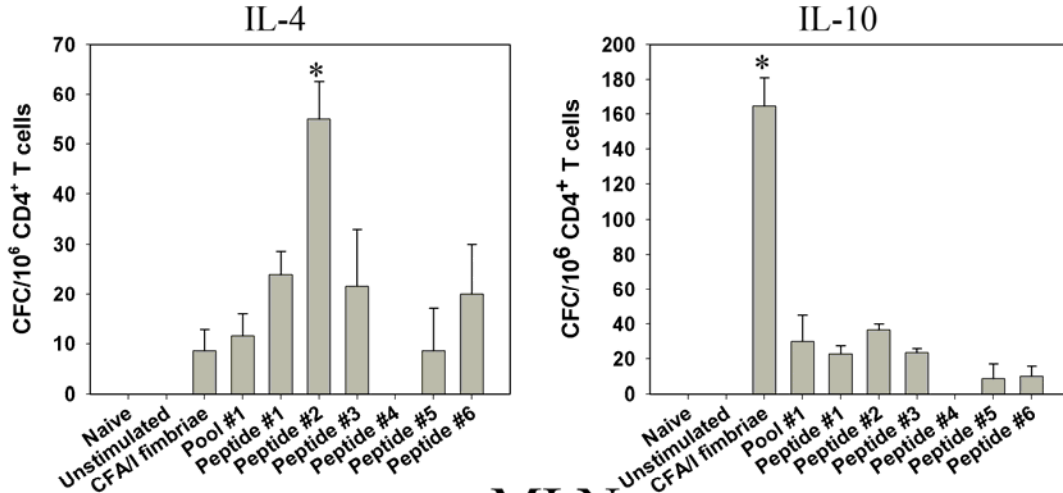 IL-4
CFC/10⁶ CD4⁺ T cells
70
60
50
40
30
20
10
0
*
Naive
Unstimulated
CFA/I fimbriae
Pool #1
Peptide #1
Peptide #2
Peptide #3
Peptide #4
Peptide #5
Peptide #6
IL-10
CFC/10⁶ CD4⁺ T cells
200
180
160
140
120
100
80
60
40
20
0
*
Naive
Unstimulated
CFA/I fimbriae
Pool #1
Peptide #1
Peptide #2
Peptide #3
Peptide #4
Peptide #5
Peptide #6